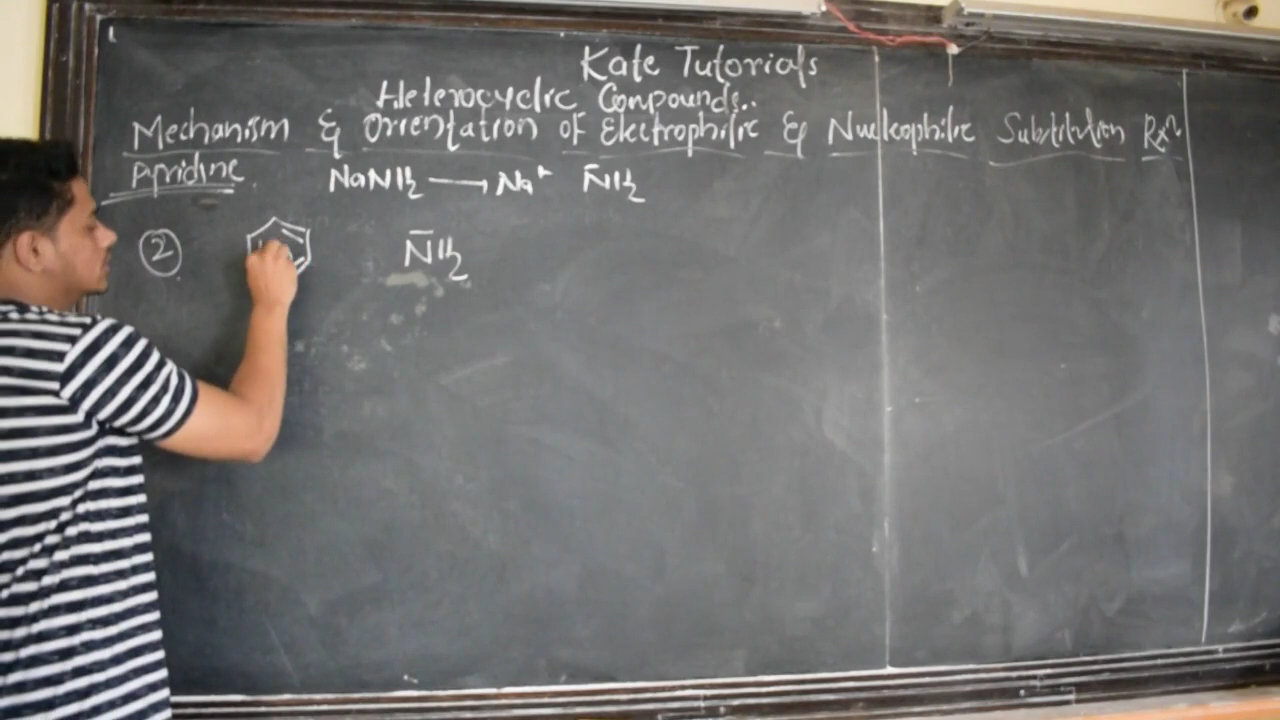 Kate Tutorials
Heterocyclic Compounds..
Mechanism & Orientation of Electrophilic & Nucleophilic Substitution Rxⁿ
Pyridine.
NaNH₂ ⟶ Na⁺ N̄H₂
② N̄H₂